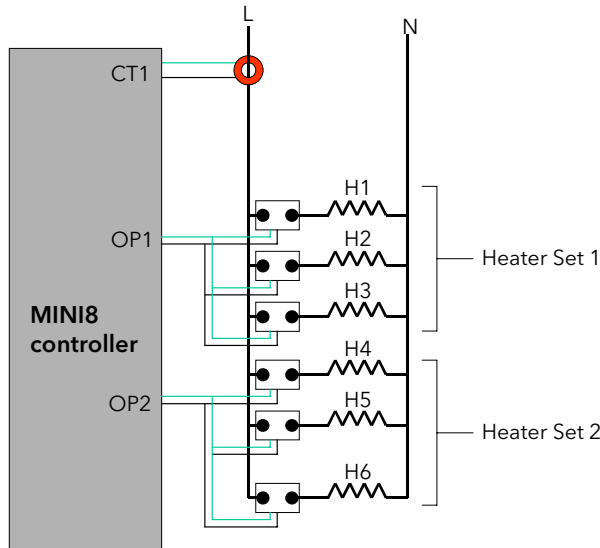 L
N
CT1
H1
OP1
H2
Heater Set 1
H3
MINI8
controller
H4
OP2
H5
Heater Set 2
H6